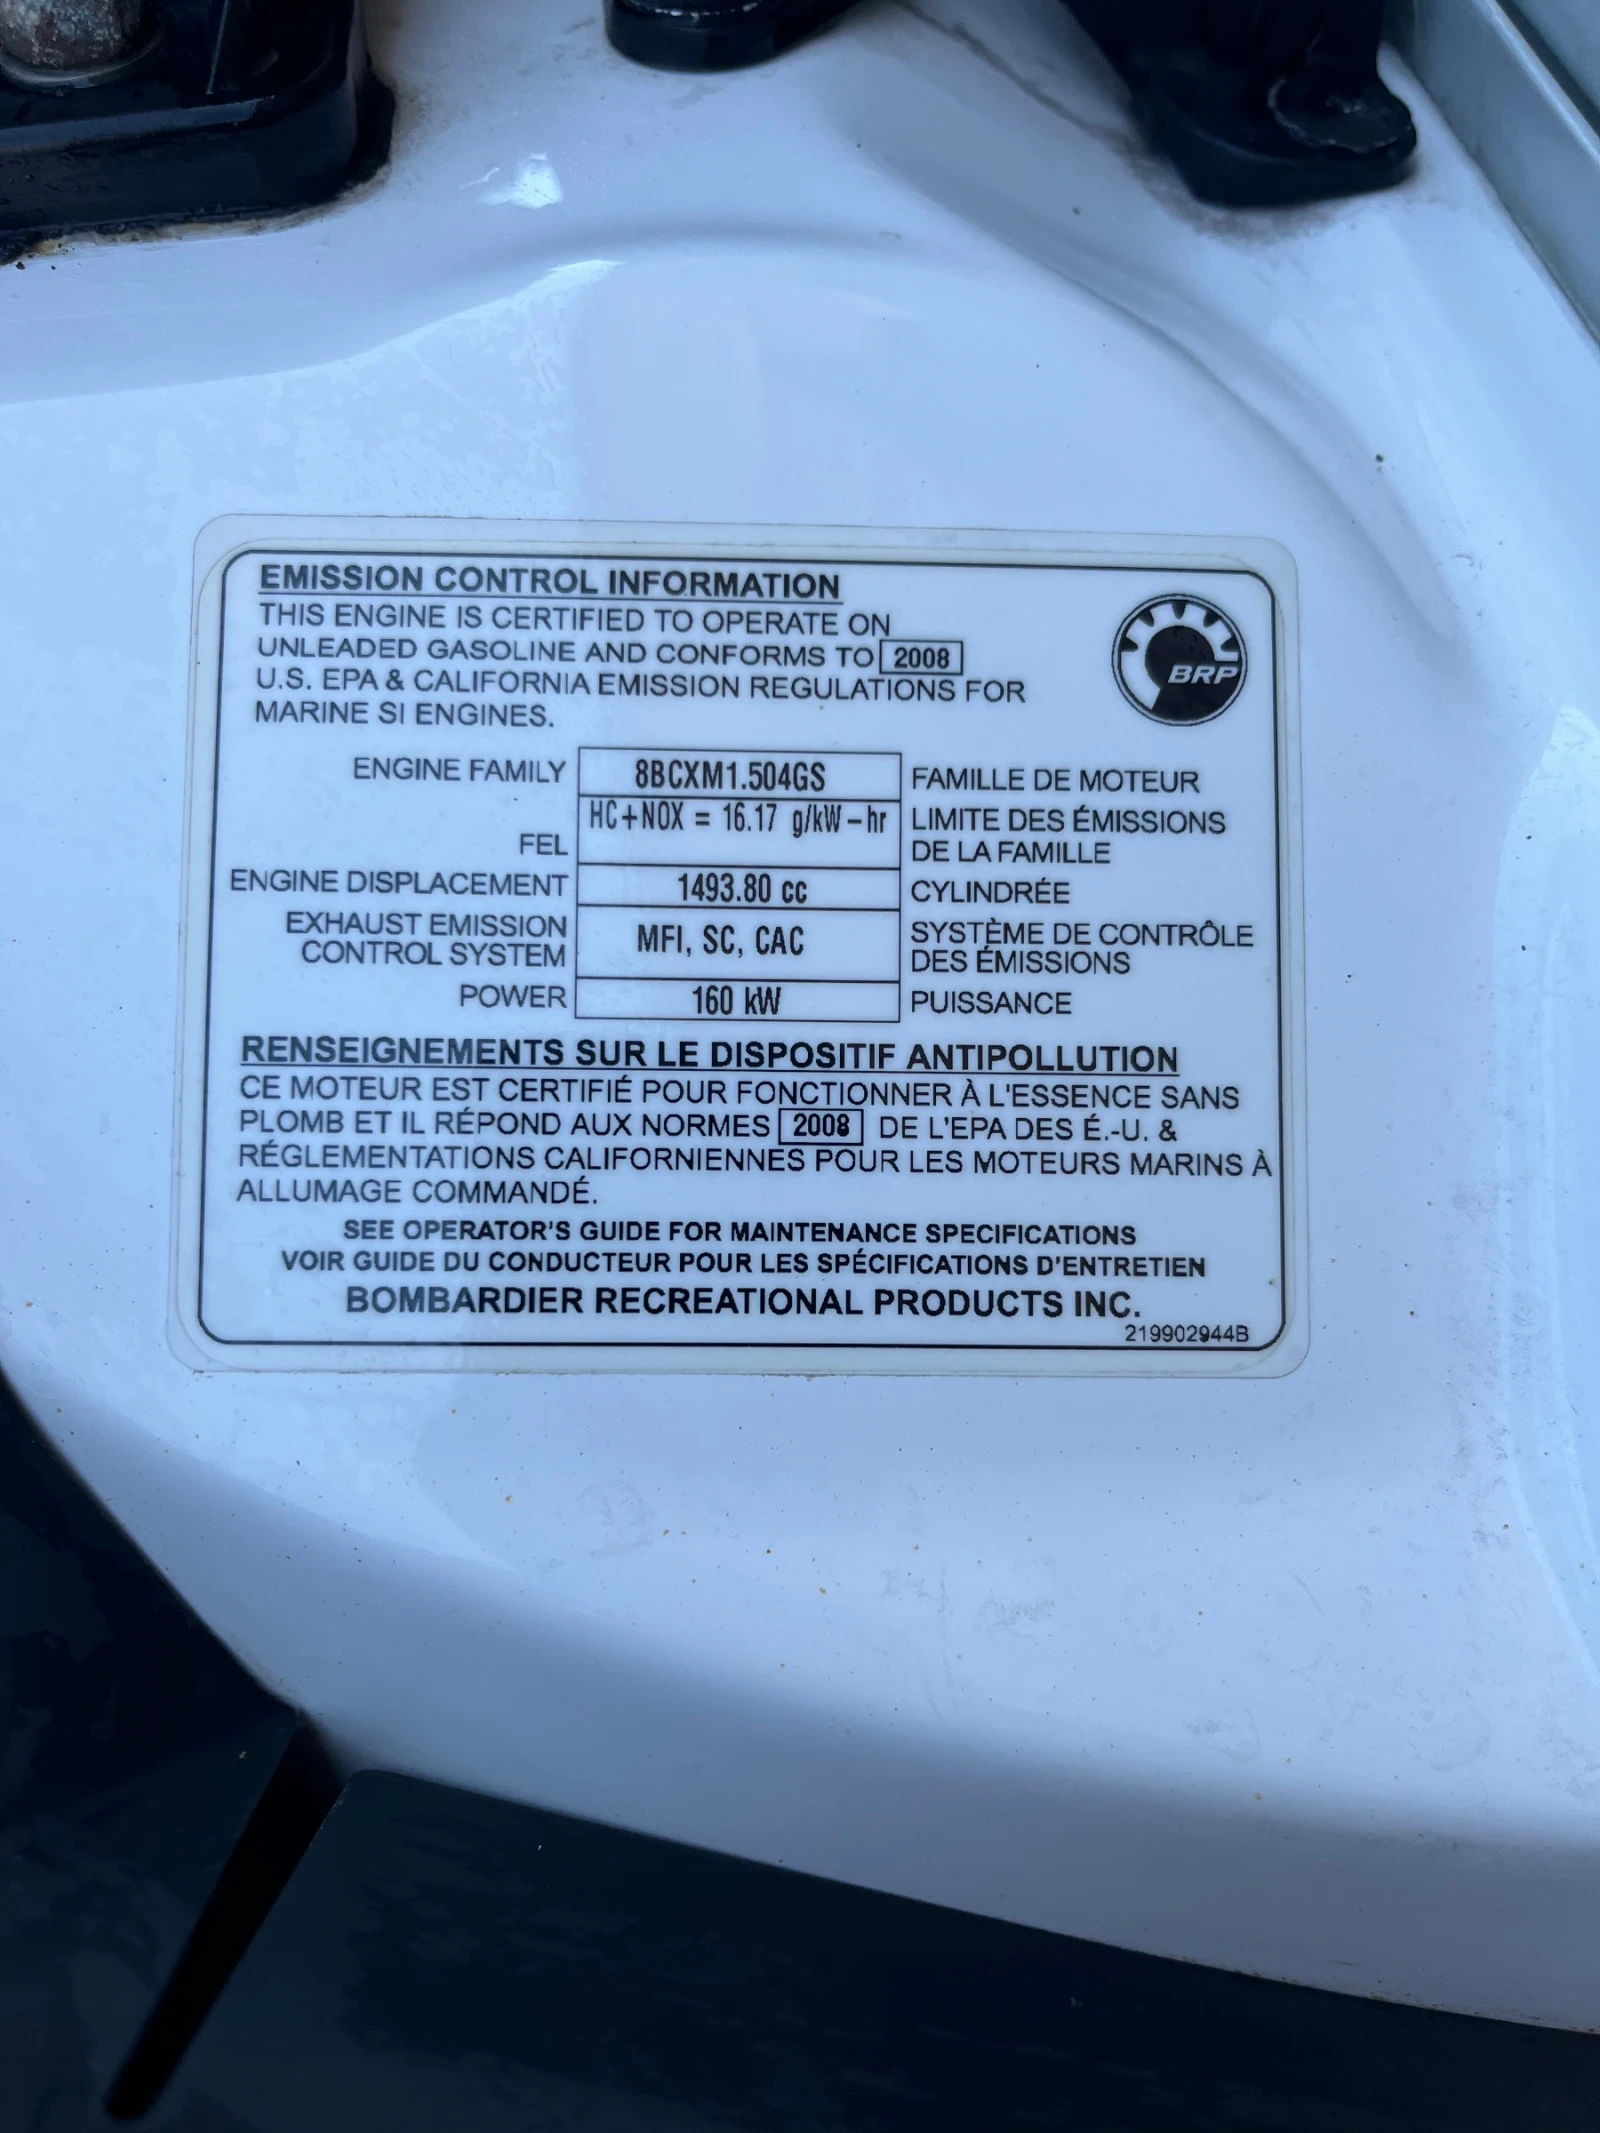 EMISSION CONTROL INFORMATION
THIS ENGINE IS CERTIFIED TO OPERATE ON
UNLEADED GASOLINE AND CONFORMS TO 2008
U.S. EPA & CALIFORNIA EMISSION REGULATIONS FOR
MARINE SI ENGINES.
BRP
ENGINE FAMILY 8BCXM1.504GS FAMILLE DE MOTEUR
HC+NOX = 16.17 g/kW-hr LIMITE DES ÉMISSIONS
FEL DE LA FAMILLE
ENGINE DISPLACEMENT 1493.80 cc CYLINDRÉE
EXHAUST EMISSION MFI, SC, CAC SYSTÈME DE CONTRÔLE
CONTROL SYSTEM DES ÉMISSIONS
POWER 160 kW PUISSANCE
RENSEIGNEMENTS SUR LE DISPOSITIF ANTIPOLLUTION
CE MOTEUR EST CERTIFIÉ POUR FONCTIONNER À L'ESSENCE SANS
PLOMB ET IL RÉPOND AUX NORMES 2008 DE L'EPA DES É.-U. &
RÉGLEMENTATIONS CALIFORNIENNES POUR LES MOTEURS MARINS À
ALLUMAGE COMMANDÉ.
SEE OPERATOR'S GUIDE FOR MAINTENANCE SPECIFICATIONS
VOIR GUIDE DU CONDUCTEUR POUR LES SPÉCIFICATIONS D'ENTRETIEN
BOMBARDIER RECREATIONAL PRODUCTS INC.
219902944B